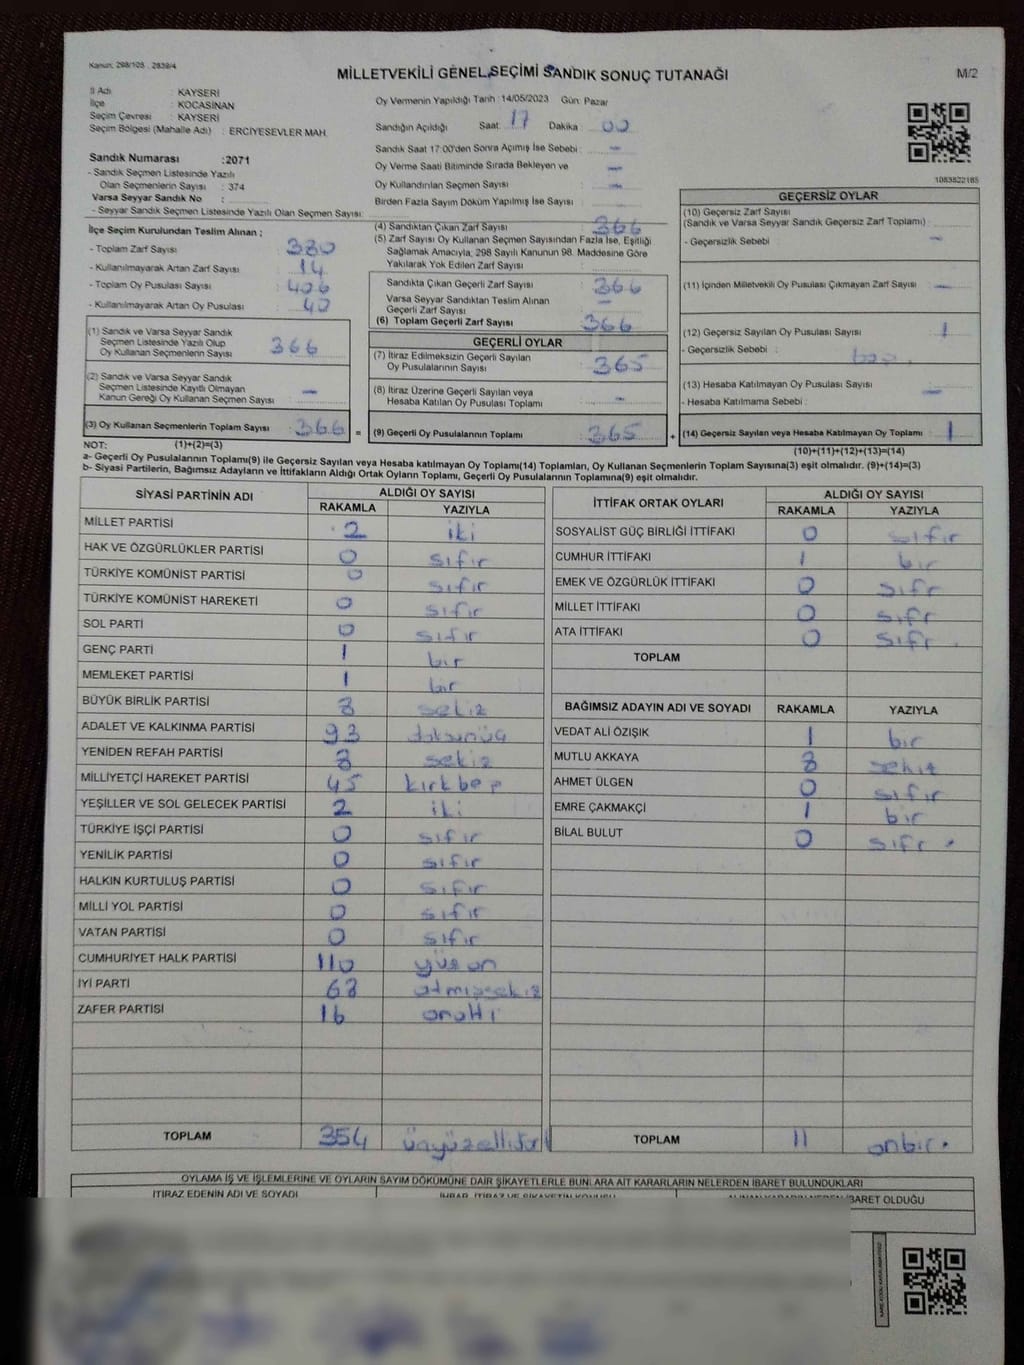 Kanun: 298/105 . 2839/4
MİLLETVEKİLİ GENEL SEÇİMİ SANDIK SONUÇ TUTANAĞI
M/2
İl Adı : KAYSERİ
İlçe : KOCASİNAN
Seçim Çevresi : KAYSERİ
Seçim Bölgesi (Mahalle Adı) : ERCİYESEVLER MAH.
Sandık Numarası :2071
- Sandık Seçmen Listesinde Yazılı
Olan Seçmenlerin Sayısı : 374
Varsa Seyyar Sandık No :
- Seyyar Sandık Seçmen Listesinde Yazılı Olan Seçmen Sayısı:
Oy Vermenin Yapıldığı Tarih : 14/05/2023 Gün: Pazar
Sandığın Açıldığı Saat: 17 Dakika 00
Sandık Saat 17:00'den Sonra Açılmış İse Sebebi : -
Oy Verme Saati Bitiminde Sırada Bekleyen ve -
Oy Kullandırılan Seçmen Sayısı : -
Birden Fazla Sayım Döküm Yapılmış İse Sayısı : -
1083822185
İlçe Seçim Kurulundan Teslim Alınan ;
- Toplam Zarf Sayısı : 380
- Kullanılmayarak Artan Zarf Sayısı : 14
- Toplam Oy Pusulası Sayısı : 406
- Kullanılmayarak Artan Oy Pusulası : 40
(1) Sandık ve Varsa Seyyar Sandık
Seçmen Listesinde Yazılı Olup
Oy Kullanan Seçmenlerin Sayısı : 366
(2) Sandık ve Varsa Seyyar Sandık
Seçmen Listesinde Kayıtlı Olmayan
Kanun Gereği Oy Kullanan Seçmen Sayısı : -
(3) Oy Kullanan Seçmenlerin Toplam Sayısı : 366 =
(4) Sandıktan Çıkan Zarf Sayısı : 366
(5) Zarf Sayısı Oy Kullanan Seçmen Sayısından Fazla İse, Eşitliği
Sağlamak Amacıyla; 298 Sayılı Kanunun 98. Maddesine Göre
Yakılarak Yok Edilen Zarf Sayısı :
Sandıkta Çıkan Geçerli Zarf Sayısı : 366
Varsa Seyyar Sandıktan Teslim Alınan
Geçerli Zarf Sayısı : -
(6) Toplam Geçerli Zarf Sayısı : 366
GEÇERLİ OYLAR
(7) İtiraz Edilmeksizin Geçerli Sayılan
Oy Pusulalarının Sayısı : 365
(8) İtiraz Üzerine Geçerli Sayılan veya
Hesaba Katılan Oy Pusulası Toplamı : -
(9) Geçerli Oy Pusulalarının Toplamı : 365 +
GEÇERSİZ OYLAR
(10) Geçersiz Zarf Sayısı
(Sandık ve Varsa Seyyar Sandık Geçersiz Zarf Toplamı) :
- Geçersizlik Sebebi : -
(11) İçinden Milletvekili Oy Pusulası Çıkmayan Zarf Sayısı : -
(12) Geçersiz Sayılan Oy Pusulası Sayısı : 1
- Geçersizlik Sebebi :
(13) Hesaba Katılmayan Oy Pusulası Sayısı :
- Hesaba Katılmama Sebebi : -
(14) Geçersiz Sayılan veya Hesaba Katılmayan Oy Toplamı : 1
NOT: (1)+(2)=(3)
(10)+(11)+(12)+(13)=(14)
a- Geçerli Oy Pusulalarının Toplamı(9) ile Geçersiz Sayılan veya Hesaba katılmayan Oy Toplamı(14) Toplamları, Oy Kullanan Seçmenlerin Toplam Sayısına(3) eşit olmalıdır. (9)+(14)=(3)
b- Siyasi Partilerin, Bağımsız Adayların ve İttifakların Aldığı Ortak Oyların Toplamı, Geçerli Oy Pusulalarının Toplamına(9) eşit olmalıdır.
SİYASİ PARTİNİN ADI ALDIĞI OY SAYISI
RAKAMLA YAZIYLA
MİLLET PARTİSİ 2 iki
HAK VE ÖZGÜRLÜKLER PARTİSİ 0 sıfır
TÜRKİYE KOMÜNİST PARTİSİ 0 sıfır
TÜRKİYE KOMÜNİST HAREKETİ 0 sıfır
SOL PARTİ 0 sıfır
GENÇ PARTİ 1 bir
MEMLEKET PARTİSİ 1 bir
BÜYÜK BİRLİK PARTİSİ 8 sekiz
ADALET VE KALKINMA PARTİSİ 93
YENİDEN REFAH PARTİSİ 8 sekiz
MİLLİYETÇİ HAREKET PARTİSİ 45 kırkbeş
YEŞİLLER VE SOL GELECEK PARTİSİ 2 iki
TÜRKİYE İŞÇİ PARTİSİ 0 sıfır
YENİLİK PARTİSİ 0 sıfır
HALKIN KURTULUŞ PARTİSİ 0 sıfır
MİLLİ YOL PARTİSİ 0 sıfır
VATAN PARTİSİ 0 sıfır
CUMHURİYET HALK PARTİSİ 110 yüzon
İYİ PARTİ 68 atmışsekiz
ZAFER PARTİSİ 16 onaltı
TOPLAM 354
İTTİFAK ORTAK OYLARI ALDIĞI OY SAYISI
RAKAMLA YAZIYLA
SOSYALİST GÜÇ BİRLİĞİ İTTİFAKI 0 sıfır
CUMHUR İTTİFAKI 1 bir
EMEK VE ÖZGÜRLÜK İTTİFAKI 0 sıfr
MİLLET İTTİFAKI 0 sıfr
ATA İTTİFAKI 0 sıfr
TOPLAM
BAĞIMSIZ ADAYIN ADI VE SOYADI RAKAMLA YAZIYLA
VEDAT ALİ ÖZIŞIK 1 bir
MUTLU AKKAYA 8 sekiz
AHMET ÜLGEN 0 sıfır
EMRE ÇAKMAKÇİ 1 bir
BİLAL BULUT 0 sıfr
TOPLAM 11 onbir.
OYLAMA İŞ VE İŞLEMLERİNE VE OYLARIN SAYIM DÖKÜMÜNE DAİR ŞİKAYETLERLE BUNLARA AİT KARARLARIN NELERDEN İBARET BULUNDUKLARI
İTİRAZ EDENİN ADI VE SOYADI
İBARET OLDUĞU